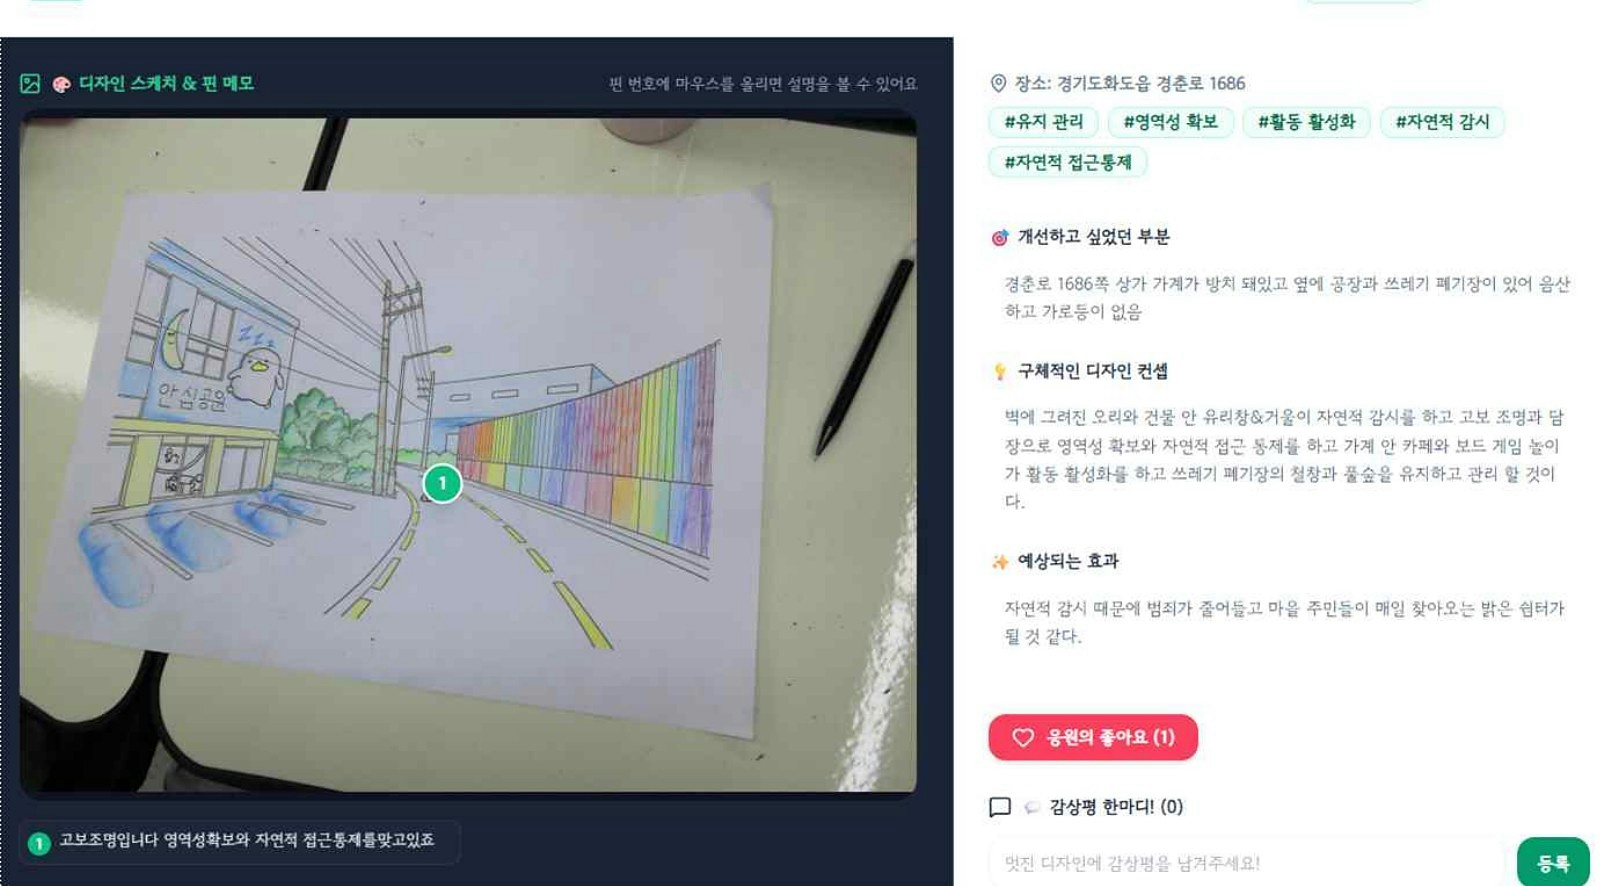 디자인 스케치 & 핀 메모
핀 번호에 마우스를 올리면 설명을 볼 수 있어요
zzz
안심공원
1
1 고보조명입니다 영역성확보와 자연적 접근통제를맞고있죠
장소: 경기도화도읍 경춘로 1686
#유지 관리 #영역성 확보 #활동 활성화 #자연적 감시
#자연적 접근통제
개선하고 싶었던 부분
경춘로 1686쪽 상가 가계가 방치 돼있고 옆에 공장과 쓰레기 폐기장이 있어 음산
하고 가로등이 없음
구체적인 디자인 컨셉
벽에 그려진 오리와 건물 안 유리창&거울이 자연적 감시를 하고 고보 조명과 담
장으로 영역성 확보와 자연적 접근 통제를 하고 가계 안 카페와 보드 게임 놀이
가 활동 활성화를 하고 쓰레기 폐기장의 철창과 풀숲을 유지하고 관리 할 것이
다.
예상되는 효과
자연적 감시 때문에 범죄가 줄어들고 마을 주민들이 매일 찾아오는 밝은 쉼터가
될 것 같다.
응원의 좋아요 (1)
감상평 한마디! (0)
멋진 디자인에 감상평을 남겨주세요!
등록